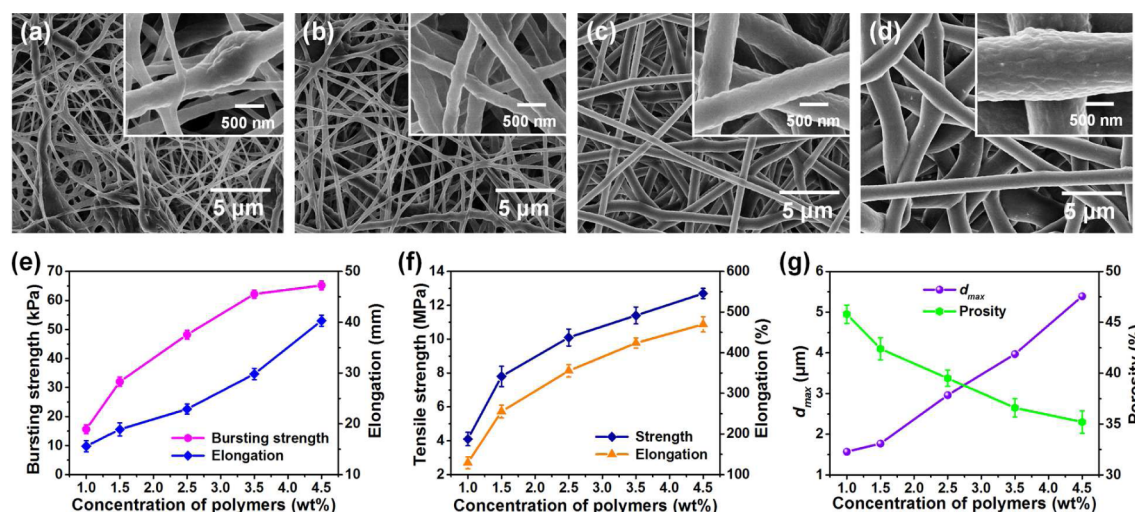 (a)
500 nm
5 μm
(b)
500 nm
5 μm
(c)
500 nm
5 μm
(d)
500 nm
5 μm
(e)
Bursting strength (kPa)
70
60
50
40
30
20
10
0
Bursting strength
Elongation
50
40
30
20
10
Elongation (mm)
1.0 1.5 2.0 2.5 3.0 3.5 4.0 4.5
Concentration of polymers (wt%)
(f)
Tensile strength (MPa)
14
12
10
8
6
4
2
Strength
Elongation
600
500
400
300
200
100
Elongation (%)
1.0 1.5 2.0 2.5 3.0 3.5 4.0 4.5
Concentration of polymers (wt%)
(g)
dmax (μm)
6
5
4
3
2
1
dmax
Prosity
50
45
40
35
30
Porosity (%)
1.0 1.5 2.0 2.5 3.0 3.5 4.0 4.5
Concentration of polymers (wt%)